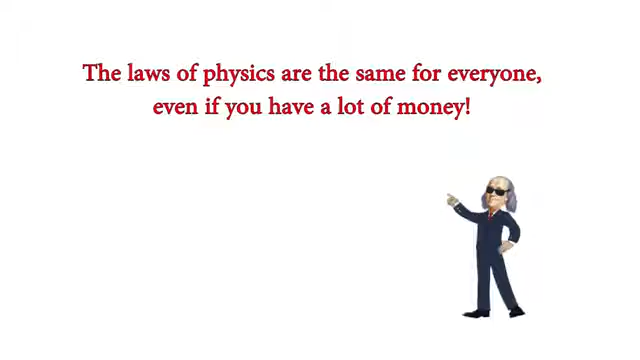 The laws of physics are the same for everyone,
even if you have a lot of money!